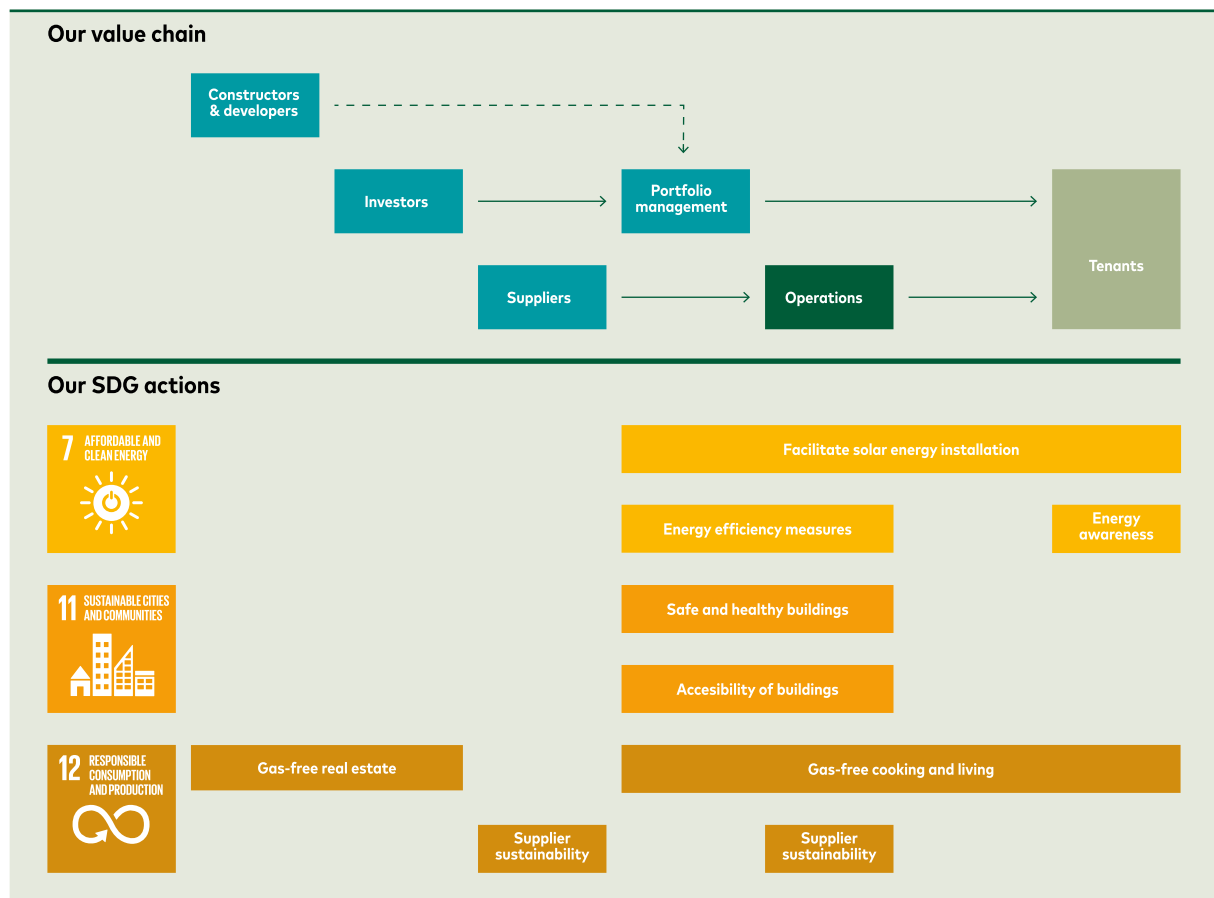 Our value chain
Constructors
& developers
Investors
Portfolio
management
Tenants
Suppliers
Operations
Our SDG actions
7 AFFORDABLE AND
CLEAN ENERGY
Facilitate solar energy installation
Energy efficiency measures
Energy
awareness
11 SUSTAINABLE CITIES
AND COMMUNITIES
Safe and healthy buildings
Accesibility of buildings
12 RESPONSIBLE
CONSUMPTION
AND PRODUCTION
Gas-free real estate
Gas-free cooking and living
Supplier
sustainability
Supplier
sustainability